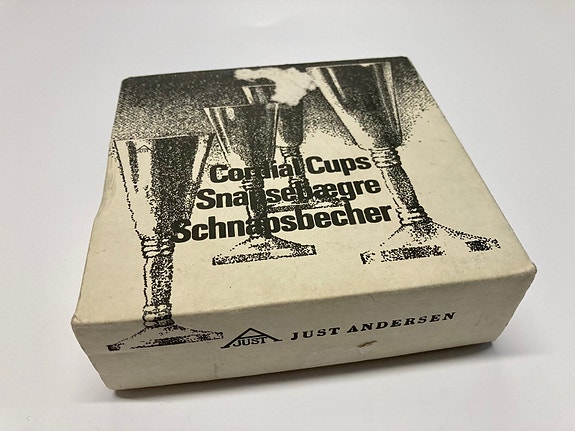 Cordial Cups
Snapsebægre
Schnapsbecher
JUST JUST ANDERSEN